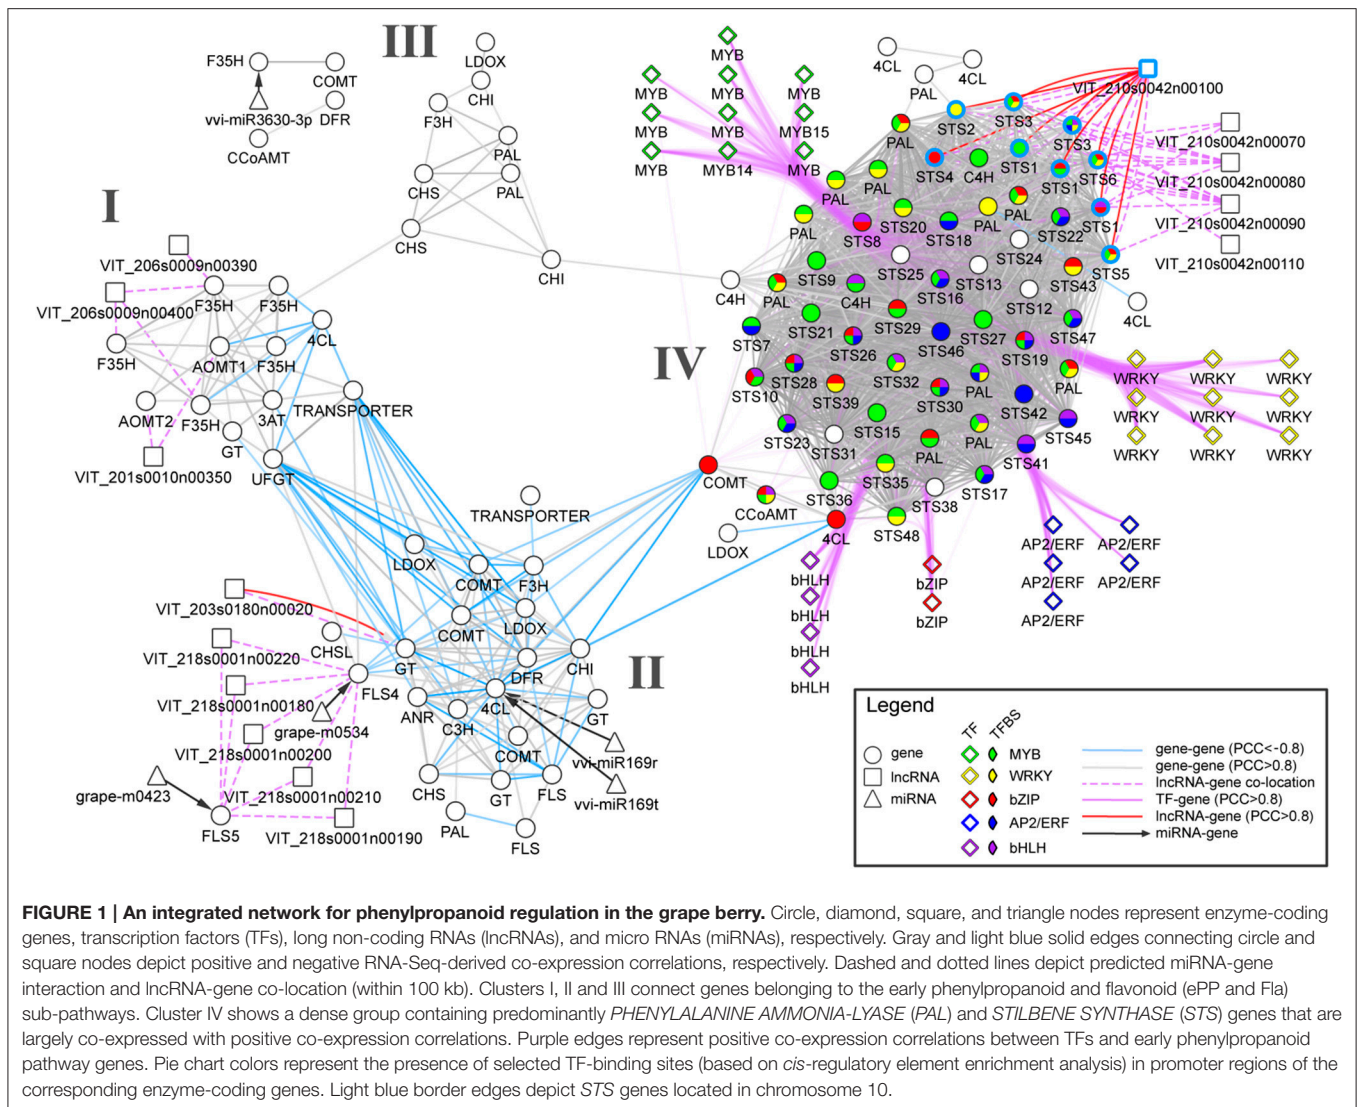 III
F35H
COMT
vvi-miR3630-3p
DFR
CCoAMT
LDOX
CHI
F3H
PAL
CHS
PAL
CHS
CHI
I
VIT_206s0009n00390
VIT_206s0009n00400
F35H
F35H
4CL
F35H
AOMT1
F35H
TRANSPORTER
AOMT2
F35H
3AT
GT
VIT_201s0010n00350
UFGT
MYB
MYB
MYB
MYB
MYB
MYB
MYB15
MYB
MYB14
MYB
4CL
4CL
PAL
VIT_210s0042n00100
STS2
STS3
VIT_210s0042n00070
PAL
STS3
STS4
C4H
STS1
STS1
STS6
VIT_210s0042n00080
PAL
PAL
PAL
STS20
STS18
PAL
STS22
STS1
VIT_210s0042n00090
PAL
STS8
STS25
STS24
STS5
VIT_210s0042n00110
C4H
PAL
STS9
C4H
STS16
STS13
STS12
STS43
4CL
STS7
STS21
STS29
STS27
STS47
STS26
STS46
STS19
IV
STS10
STS28
STS39
STS32
STS30
PAL
STS42
PAL
STS45
STS23
STS31
STS15
PAL
PAL
STS41
WRKY
WRKY
WRKY
WRKY
WRKY
WRKY
WRKY
WRKY
WRKY
COMT
CCoAMT
STS36
STS35
STS38
STS17
LDOX
4CL
STS48
bHLH
bHLH
bHLH
bHLH
bZIP
bZIP
AP2/ERF
AP2/ERF
AP2/ERF
AP2/ERF
AP2/ERF
TRANSPORTER
LDOX
COMT
F3H
VIT_203s0180n00020
COMT
LDOX
CHSL
VIT_218s0001n00220
GT
DFR
CHI
II
FLS4
VIT_218s0001n00180
ANR
C3H
4CL
GT
grape-m0534
VIT_218s0001n00200
COMT
vvi-miR169r
grape-m0423
VIT_218s0001n00210
CHS
GT
FLS
vvi-miR169t
FLS5
VIT_218s0001n00190
PAL
FLS
Legend
TF
TFBS
gene
lncRNA
miRNA
MYB
WRKY
bZIP
AP2/ERF
bHLH
gene-gene (PCC<-0.8)
gene-gene (PCC>0.8)
lncRNA-gene co-location
TF-gene (PCC>0.8)
lncRNA-gene (PCC>0.8)
miRNA-gene
FIGURE 1 | An integrated network for phenylpropanoid regulation in the grape berry. Circle, diamond, square, and triangle nodes represent enzyme-coding
genes, transcription factors (TFs), long non-coding RNAs (lncRNAs), and micro RNAs (miRNAs), respectively. Gray and light blue solid edges connecting circle and
square nodes depict positive and negative RNA-Seq-derived co-expression correlations, respectively. Dashed and dotted lines depict predicted miRNA-gene
interaction and lncRNA-gene co-location (within 100 kb). Clusters I, II and III connect genes belonging to the early phenylpropanoid and flavonoid (ePP and Fla)
sub-pathways. Cluster IV shows a dense group containing predominantly PHENYLALANINE AMMONIA-LYASE (PAL) and STILBENE SYNTHASE (STS) genes that are
largely co-expressed with positive co-expression correlations. Purple edges represent positive co-expression correlations between TFs and early phenylpropanoid
pathway genes. Pie chart colors represent the presence of selected TF-binding sites (based on cis-regulatory element enrichment analysis) in promoter regions of the
corresponding enzyme-coding genes. Light blue border edges depict STS genes located in chromosome 10.